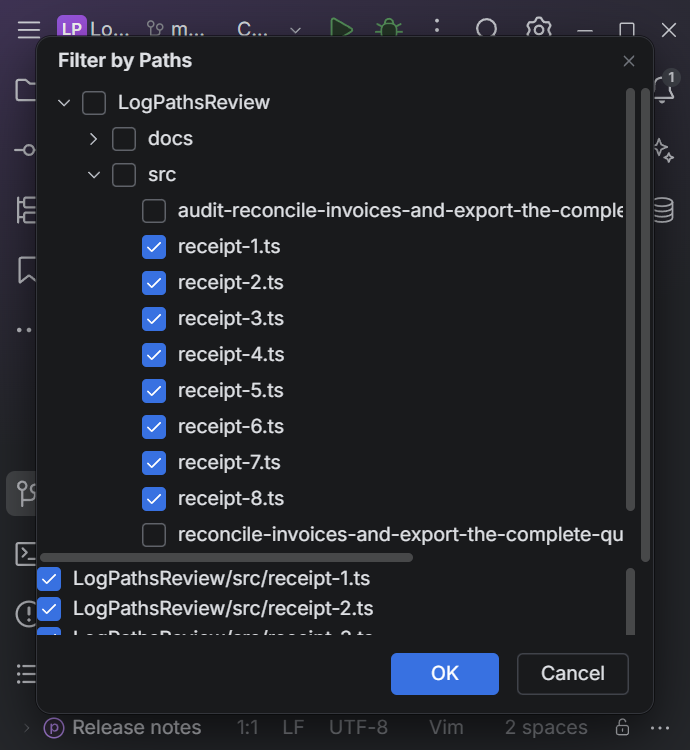 LP Lo... m... C...
Filter by Paths
1
LogPathsReview
docs
src
audit-reconcile-invoices-and-export-the-comple
receipt-1.ts
receipt-2.ts
receipt-3.ts
receipt-4.ts
receipt-5.ts
receipt-6.ts
receipt-7.ts
receipt-8.ts
reconcile-invoices-and-export-the-complete-qu
LogPathsReview/src/receipt-1.ts
LogPathsReview/src/receipt-2.ts
OK Cancel
p Release notes 1:1 LF UTF-8 Vim 2 spaces